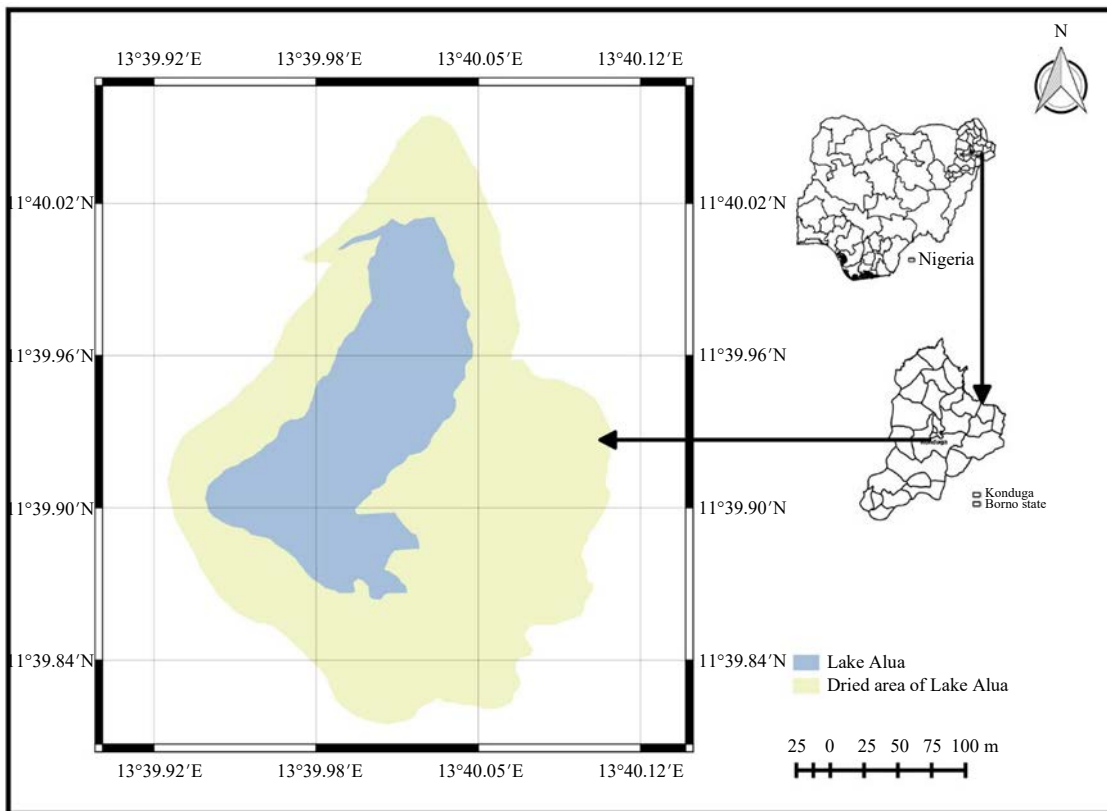 13°39.92′E 13°39.98′E 13°40.05′E 13°40.12′E
N
11°40.02′N 11°40.02′N
Nigeria
11°39.96′N 11°39.96′N
Konduga
11°39.90′N 11°39.90′N
Konduga
Borno state
11°39.84′N 11°39.84′N
Lake Alua
Dried area of Lake Alua
25 0 25 50 75 100 m
13°39.92′E 13°39.98′E 13°40.05′E 13°40.12′E